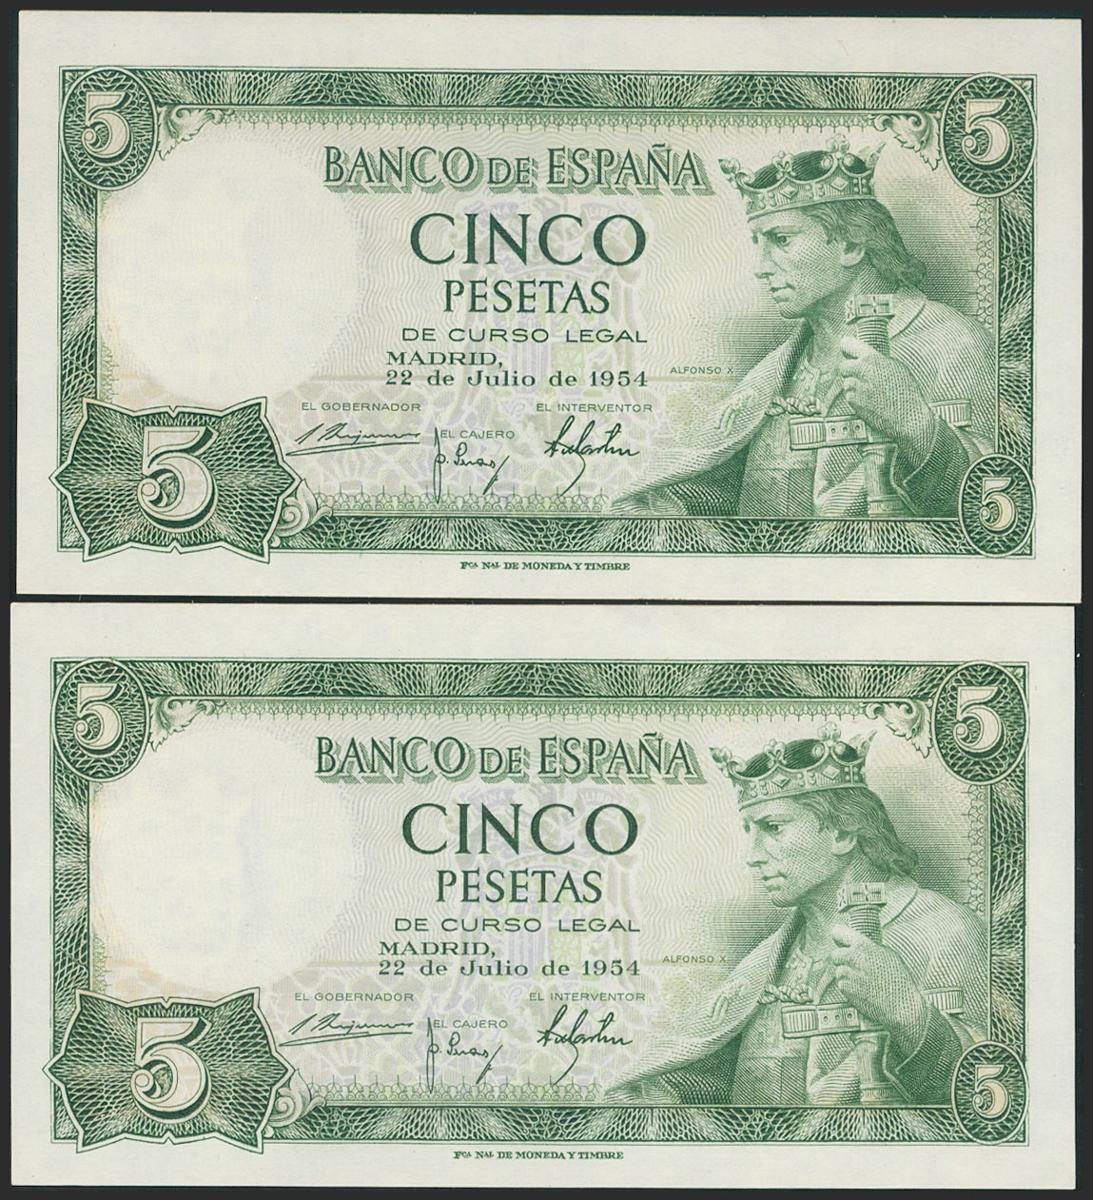 5 5
BANCO DE ESPAÑA
CINCO
PESETAS
DE CURSO LEGAL
MADRID,
22 de Julio de 1954
ALFONSO X
EL GOBERNADOR EL INTERVENTOR
EL CAJERO
5 5
Fca Nal DE MONEDA Y TIMBRE
5 5
BANCO DE ESPAÑA
CINCO
PESETAS
DE CURSO LEGAL
MADRID,
22 de Julio de 1954
ALFONSO X
EL GOBERNADOR EL INTERVENTOR
EL CAJERO
5 5
Fca Nal DE MONEDA Y TIMBRE